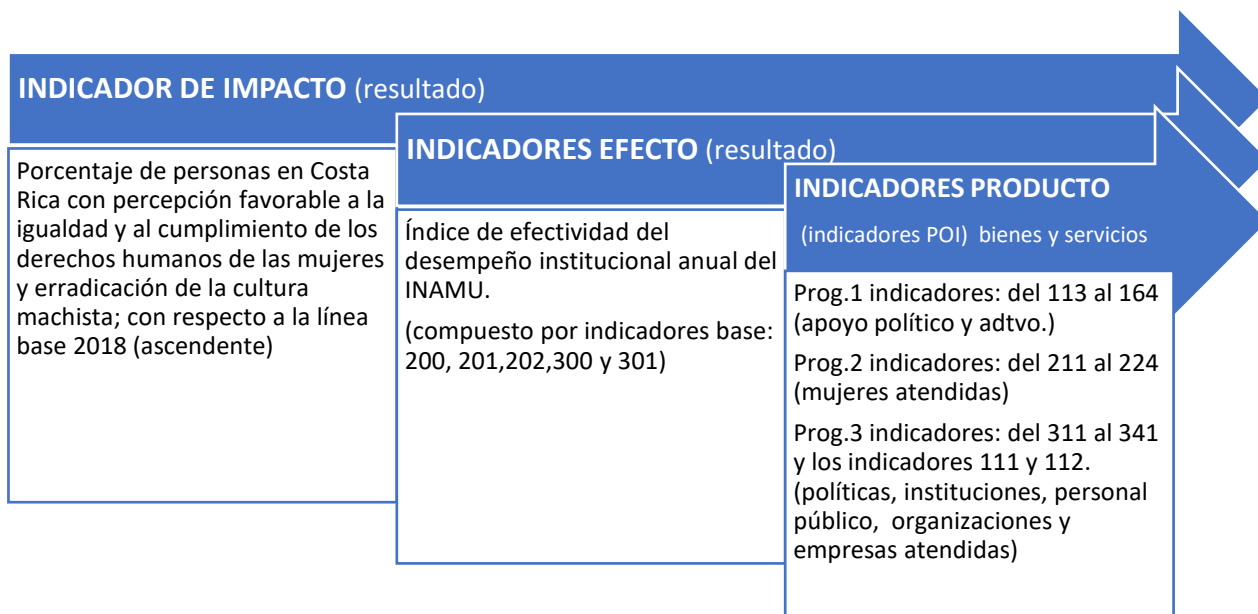 INDICADOR DE IMPACTO (resultado)
Porcentaje de personas en Costa
Rica con percepción favorable a la
igualdad y al cumplimiento de los
derechos humanos de las mujeres
y erradicación de la cultura
machista; con respecto a la línea
base 2018 (ascendente)
INDICADORES EFECTO (resultado)
Índice de efectividad del
desempeño institucional anual del
INAMU.
(compuesto por indicadores base:
200, 201,202,300 y 301)
INDICADORES PRODUCTO
(indicadores POI) bienes y servicios
Prog.1 indicadores: del 113 al 164
(apoyo político y adtvo.)
Prog.2 indicadores: del 211 al 224
(mujeres atendidas)
Prog.3 indicadores: del 311 al 341
y los indicadores 111 y 112.
(políticas, instituciones, personal
público, organizaciones y
empresas atendidas)